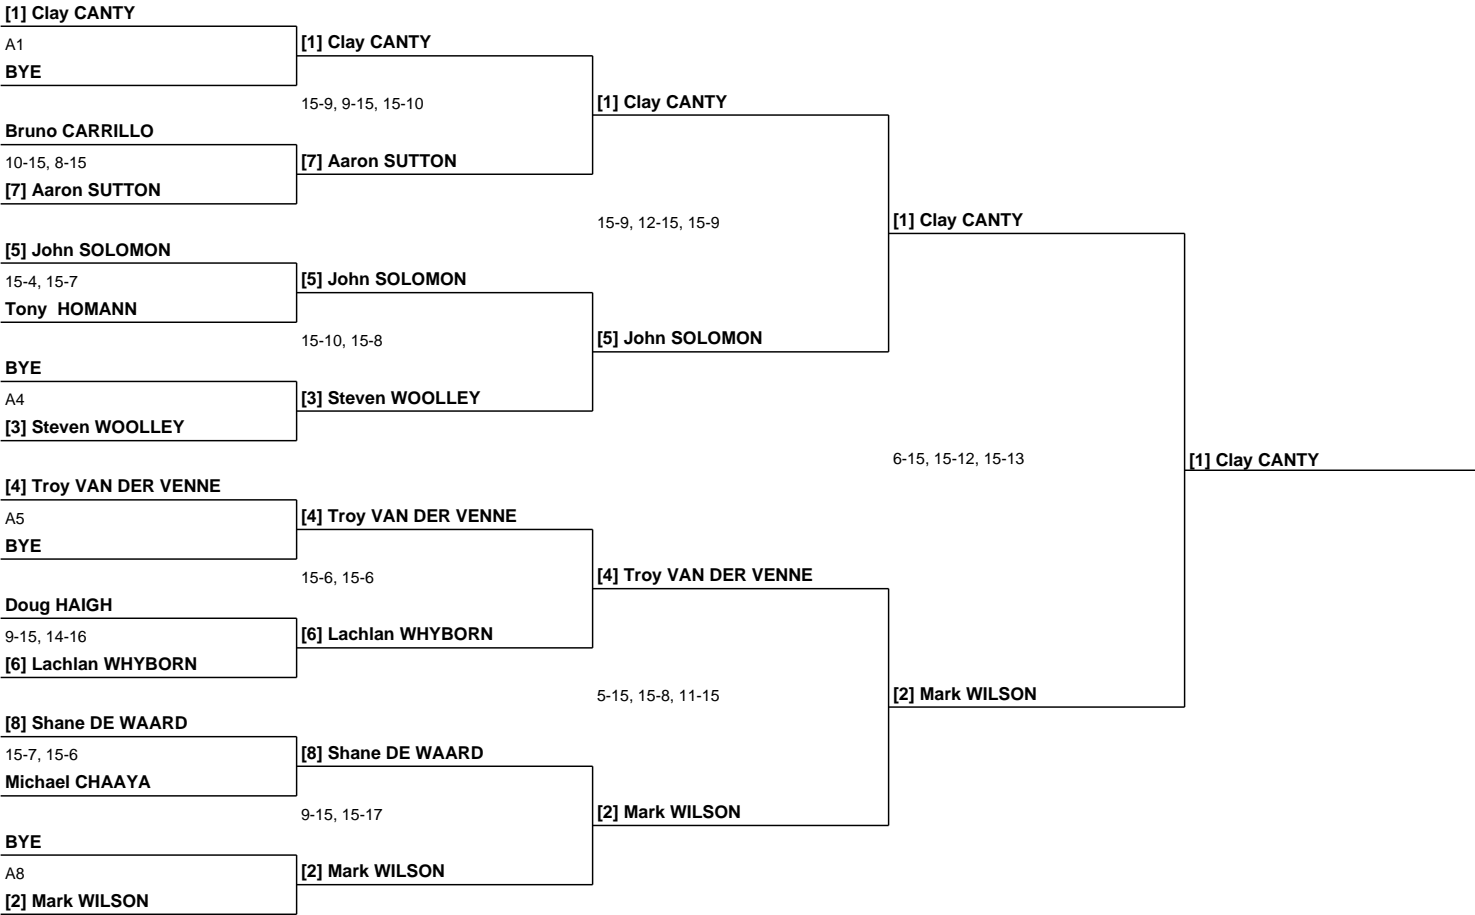 [1] Clay CANTY
A1
BYE
[1] Clay CANTY
15-9, 9-15, 15-10
Bruno CARRILLO
10-15, 8-15
[7] Aaron SUTTON
[7] Aaron SUTTON
[1] Clay CANTY
15-9, 12-15, 15-9
[5] John SOLOMON
15-4, 15-7
Tony  HOMANN
[5] John SOLOMON
15-10, 15-8
BYE
A4
[3] Steven WOOLLEY
[3] Steven WOOLLEY
[5] John SOLOMON
[1] Clay CANTY
6-15, 15-12, 15-13
[1] Clay CANTY
[4] Troy VAN DER VENNE
A5
BYE
[4] Troy VAN DER VENNE
15-6, 15-6
Doug HAIGH
9-15, 14-16
[6] Lachlan WHYBORN
[6] Lachlan WHYBORN
[4] Troy VAN DER VENNE
5-15, 15-8, 11-15
[2] Mark WILSON
[8] Shane DE WAARD
15-7, 15-6
Michael CHAAYA
[8] Shane DE WAARD
9-15, 15-17
BYE
A8
[2] Mark WILSON
[2] Mark WILSON
[2] Mark WILSON